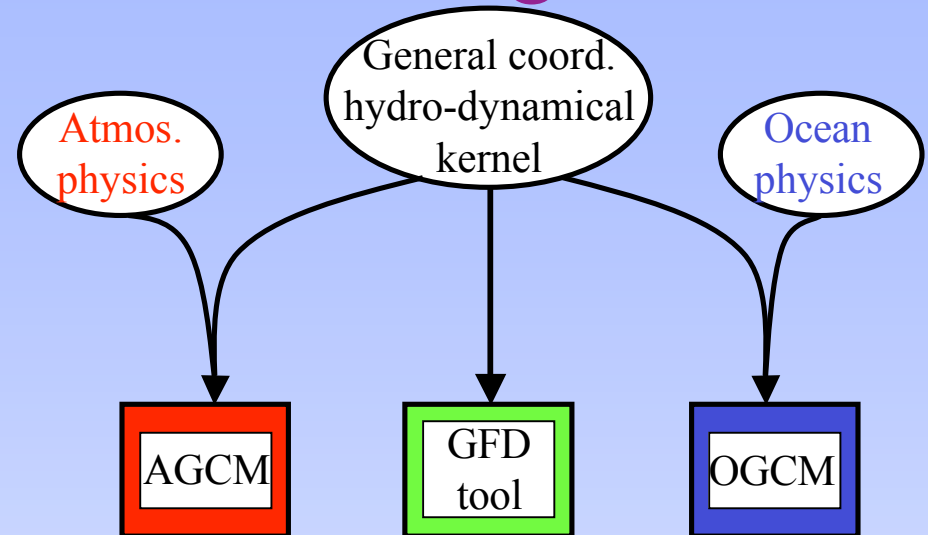 General coord.
hydro-dynamical
kernel
Atmos.
physics
Ocean
physics
AGCM
GFD
tool
OGCM